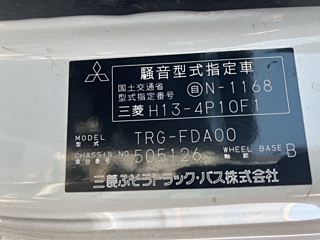 騒音型式指定車
国土交通省
型式指定番号 自N-1168
三菱 H13-4P10F1
MODEL
型式 TRG-FDA00
CHASSIS NO.
車台番号 505126 WHEEL BASE
軸距 B
三菱ふそうトラック・バス株式会社